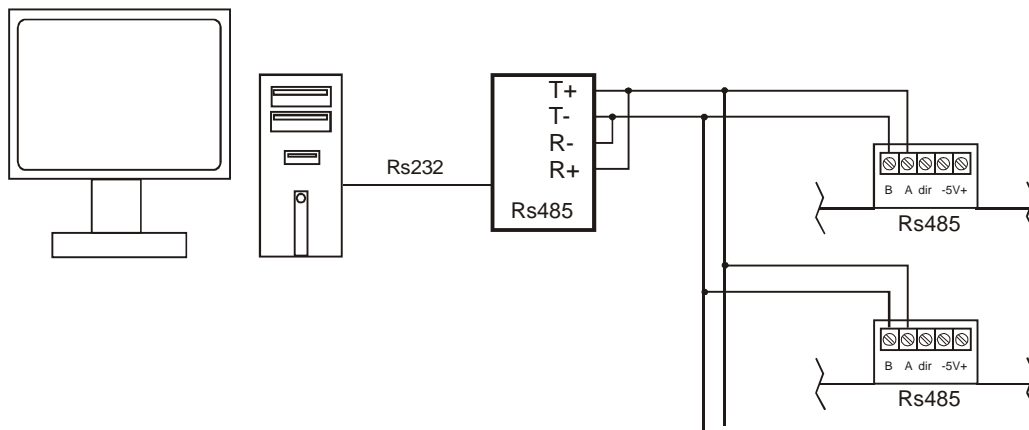 T+
T-
R-
R+
Rs232
Rs485
B A dir -5V+
Rs485
B A dir -5V+
Rs485